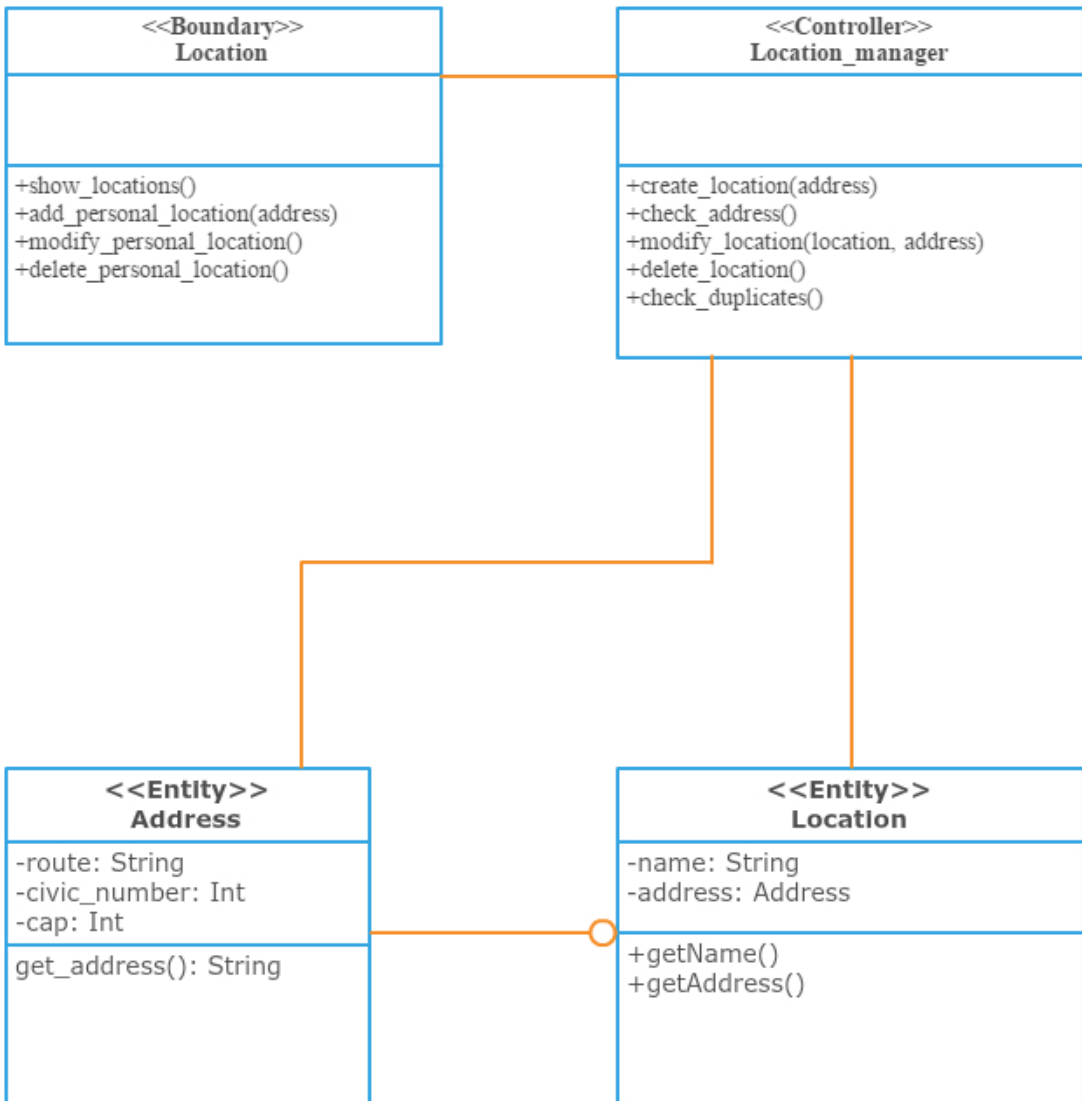 <<Boundary>>
Location
+show_locations()
+add_personal_location(address)
+modify_personal_location()
+delete_personal_location()
<<Controller>>
Location_manager
+create_location(address)
+check_address()
+modify_location(location, address)
+delete_location()
+check_duplicates()
<<Entity>>
Address
-route: String
-civic_number: Int
-cap: Int
get_address(): String
<<Entity>>
Location
-name: String
-address: Address
+getName()
+getAddress()